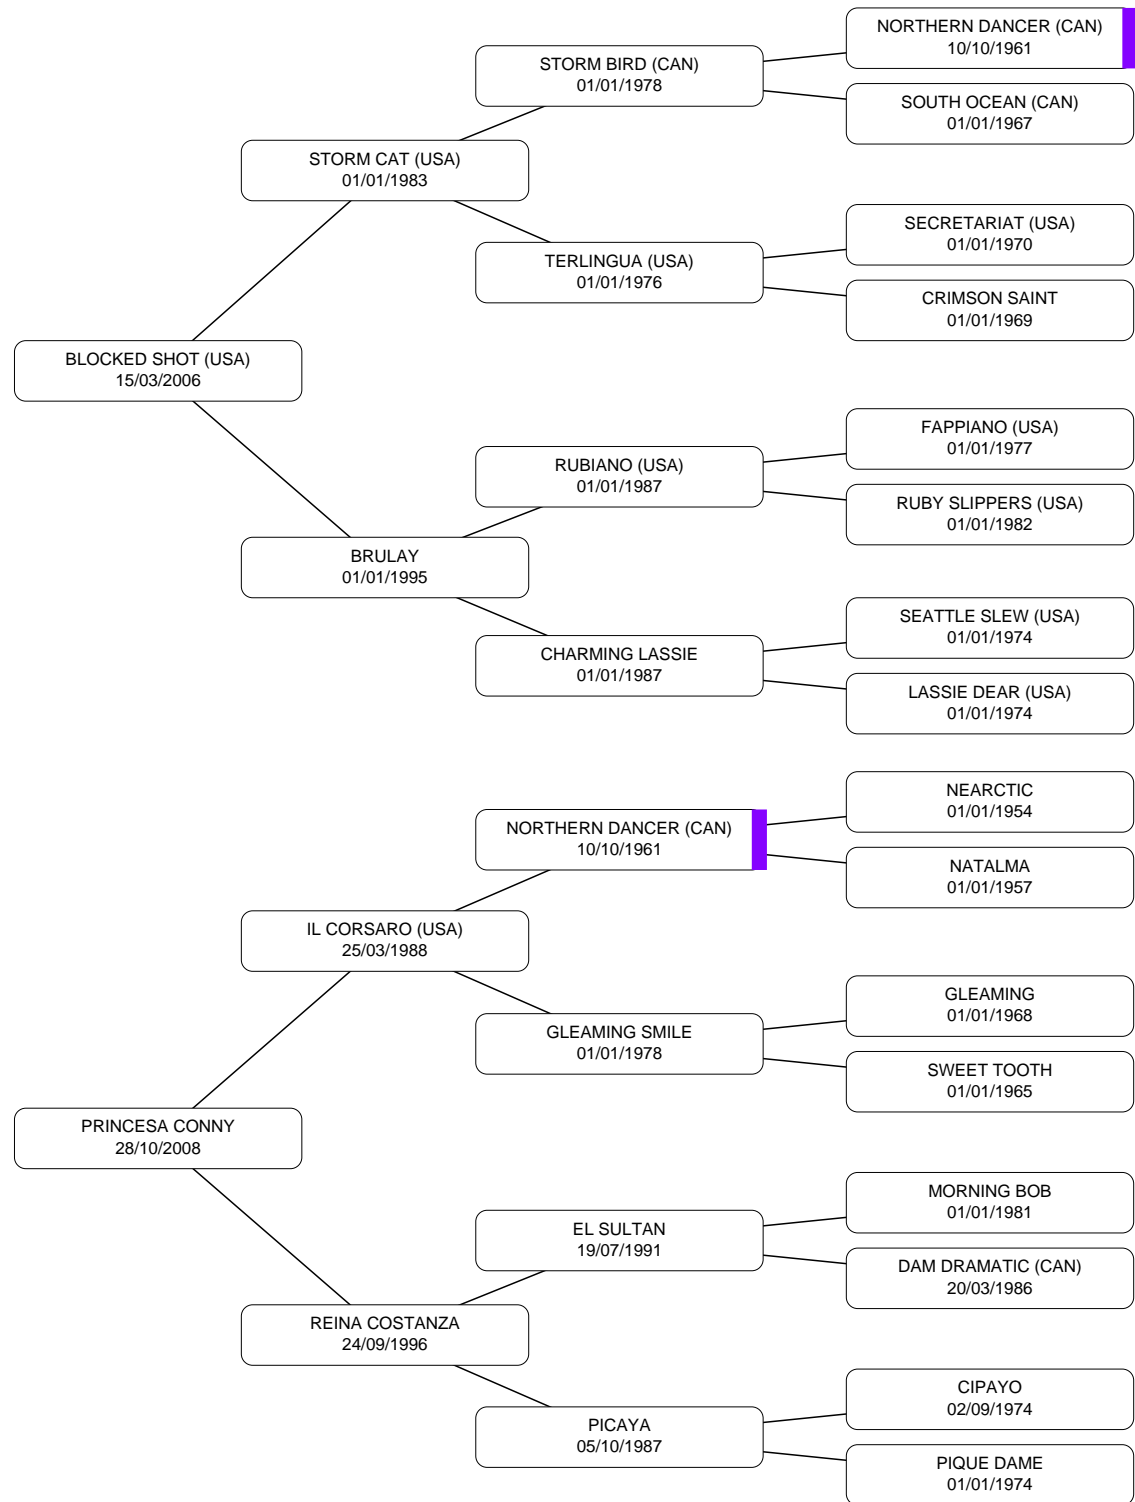 NORTHERN DANCER (CAN)
10/10/1961
STORM BIRD (CAN)
01/01/1978
SOUTH OCEAN (CAN)
01/01/1967
STORM CAT (USA)
01/01/1983
SECRETARIAT (USA)
01/01/1970
TERLINGUA (USA)
01/01/1976
CRIMSON SAINT
01/01/1969
BLOCKED SHOT (USA)
15/03/2006
FAPPIANO (USA)
01/01/1977
RUBIANO (USA)
01/01/1987
RUBY SLIPPERS (USA)
01/01/1982
BRULAY
01/01/1995
SEATTLE SLEW (USA)
01/01/1974
CHARMING LASSIE
01/01/1987
LASSIE DEAR (USA)
01/01/1974
NEARCTIC
01/01/1954
NORTHERN DANCER (CAN)
10/10/1961
NATALMA
01/01/1957
IL CORSARO (USA)
25/03/1988
GLEAMING
01/01/1968
GLEAMING SMILE
01/01/1978
SWEET TOOTH
01/01/1965
PRINCESA CONNY
28/10/2008
MORNING BOB
01/01/1981
EL SULTAN
19/07/1991
DAM DRAMATIC (CAN)
20/03/1986
REINA COSTANZA
24/09/1996
CIPAYO
02/09/1974
PICAYA
05/10/1987
PIQUE DAME
01/01/1974